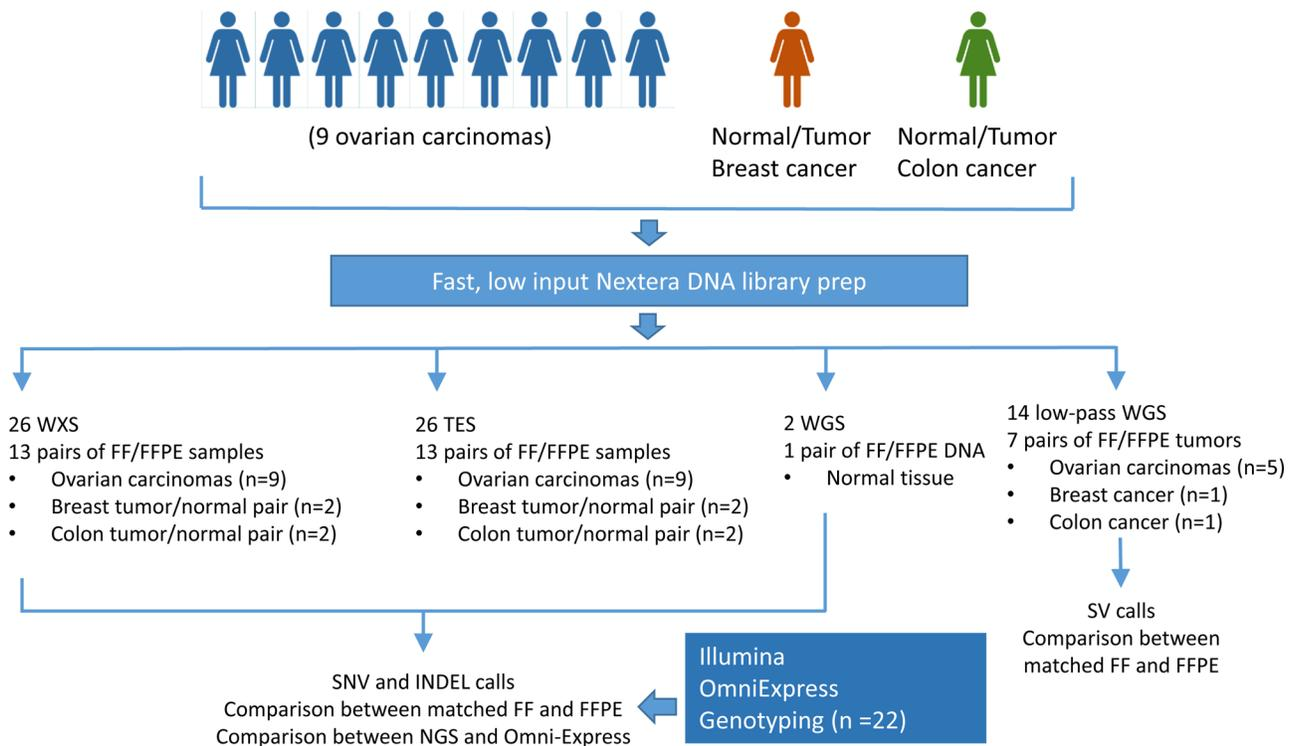 (9 ovarian carcinomas)
Normal/Tumor
Breast cancer
Normal/Tumor
Colon cancer
Fast, low input Nextera DNA library prep
26 WXS
13 pairs of FF/FFPE samples
• Ovarian carcinomas (n=9)
• Breast tumor/normal pair (n=2)
• Colon tumor/normal pair (n=2)
26 TES
13 pairs of FF/FFPE samples
• Ovarian carcinomas (n=9)
• Breast tumor/normal pair (n=2)
• Colon tumor/normal pair (n=2)
2 WGS
1 pair of FF/FFPE DNA
• Normal tissue
14 low-pass WGS
7 pairs of FF/FFPE tumors
• Ovarian carcinomas (n=5)
• Breast cancer (n=1)
• Colon cancer (n=1)
SV calls
Comparison between
matched FF and FFPE
SNV and INDEL calls
Comparison between matched FF and FFPE
Comparison between NGS and Omni-Express
Illumina
OmniExpress
Genotyping (n =22)